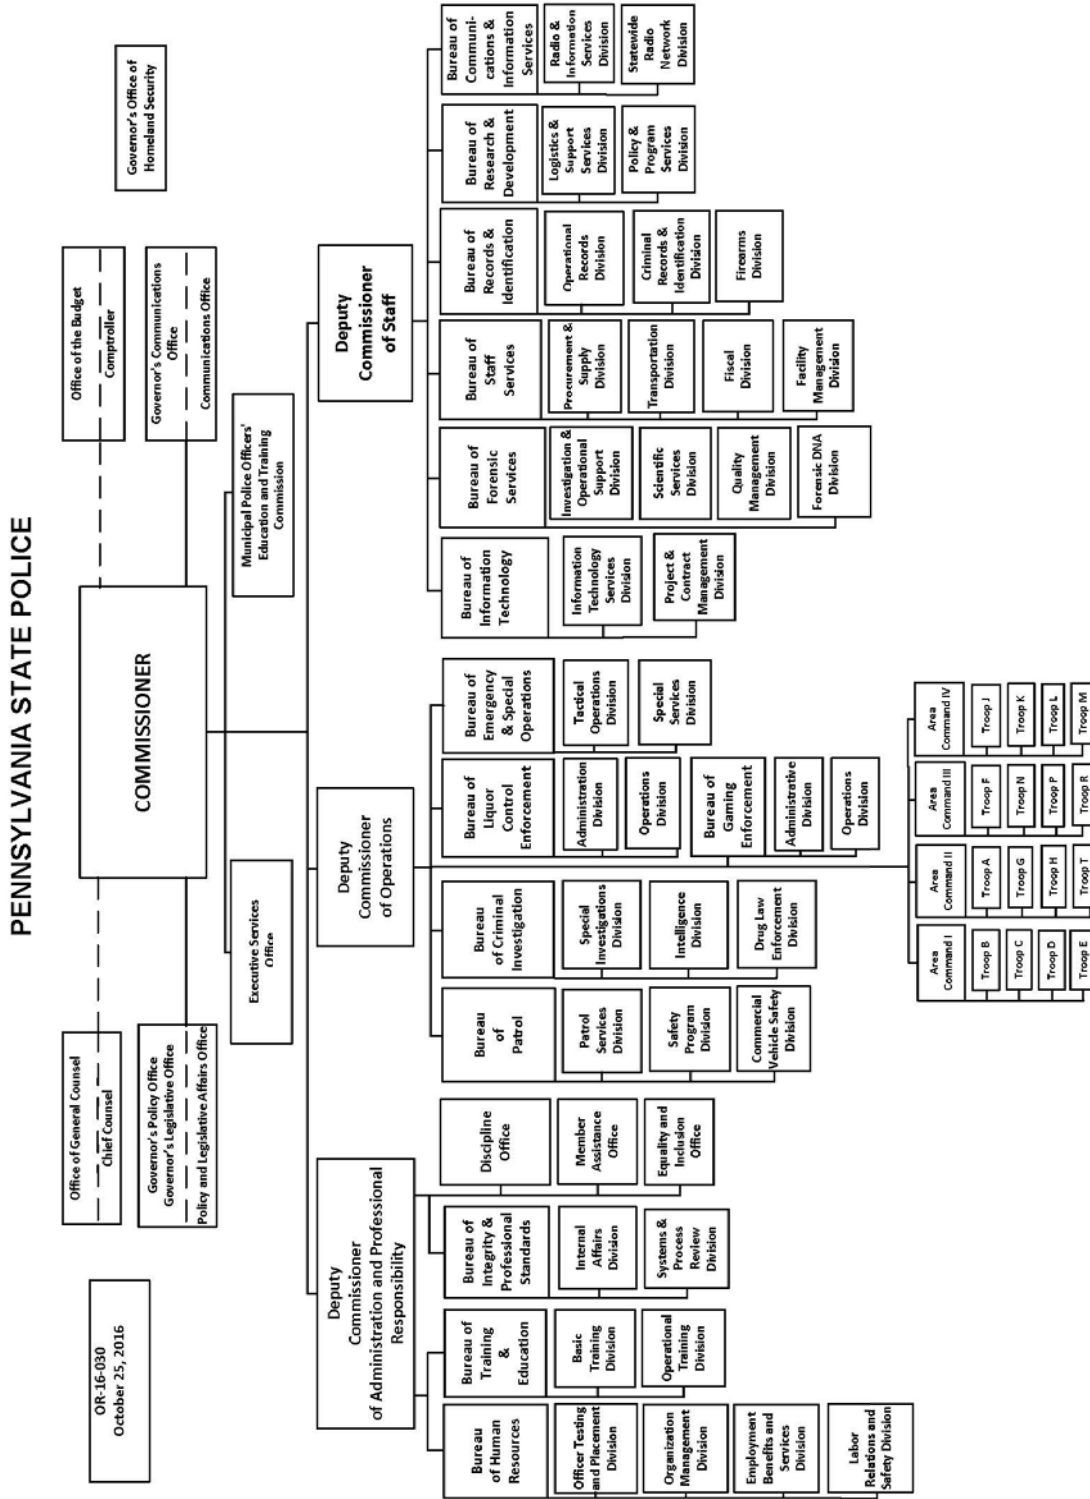 PENNSYLVANIA STATE POLICE
OR-16-030
October 25, 2016
Office of General Counsel
Chief Counsel
Governor's Policy Office
Governor's Legislative Office
Policy and Legislative Affairs Office
COMMISSIONER
Office of the Budget
Comptroller
Governor's Communications
Office
Communications Office
Governor's Office of
Homeland Security
Executive Services
Office
Municipal Police Officers'
Education and Training
Commission
Deputy
Commissioner
of Administration and Professional
Responsibility
Deputy
Commissioner
of Operations
Deputy
Commissioner
of Staff
Bureau
of Human
Resources
Officer Testing
and Placement
Division
Organization
Management
Division
Employment
Benefits and
Services
Division
Labor
Relations and
Safety Division
Bureau of
Training
&
Education
Basic
Training
Division
Operational
Training
Division
Bureau of
Integrity &
Professional
Standards
Internal
Affairs
Division
Systems &
Process
Review
Division
Discipline
Office
Member
Assistance
Office
Equality and
Inclusion
Office
Bureau
of
Patrol
Patrol
Services
Division
Safety
Program
Division
Commercial
Vehicle Safety
Division
Bureau
of Criminal
Investigation
Special
Investigations
Division
Intelligence
Division
Drug Law
Enforcement
Division
Bureau of
Liquor
Control
Enforcement
Administration
Division
Operations
Division
Bureau of
Gaming
Enforcement
Administrative
Division
Operations
Division
Bureau of
Emergency
& Special
Operations
Tactical
Operations
Division
Special
Services
Division
Area
Command I
Troop B
Troop C
Troop D
Troop E
Area
Command II
Troop A
Troop G
Troop H
Troop T
Area
Command III
Troop F
Troop N
Troop P
Troop R
Area
Command IV
Troop J
Troop K
Troop L
Troop M
Bureau of
Information
Technology
Information
Technology
Services
Division
Project &
Contract
Management
Division
Bureau of
Forensic
Services
Investigation &
Operational
Support
Division
Scientific
Services
Division
Quality
Management
Division
Forensic DNA
Division
Bureau of
Staff
Services
Procurement &
Supply
Division
Transportation
Division
Fiscal
Division
Facility
Management
Division
Bureau of
Records &
Identification
Operational
Records
Division
Criminal
Records &
Identification
Division
Firearms
Division
Bureau of
Research &
Development
Logistics &
Support
Services
Division
Policy &
Program
Services
Division
Bureau of
Communi-
cations &
Information
Services
Radio &
Information
Services
Division
Statewide
Radio
Network
Division